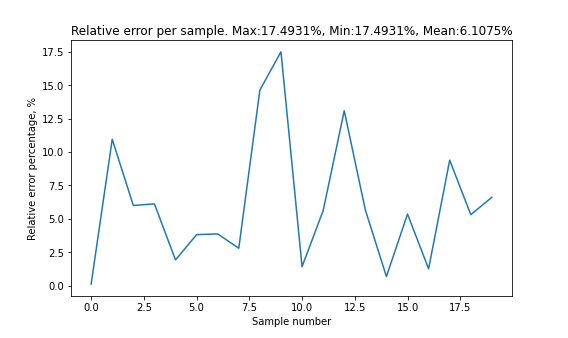 Relative error per sample. Max:17.4931%, Min:17.4931%, Mean:6.1075%
Relative error percentage, %
17.5
15.0
12.5
10.0
7.5
5.0
2.5
0.0
0.0 2.5 5.0 7.5 10.0 12.5 15.0 17.5
Sample number